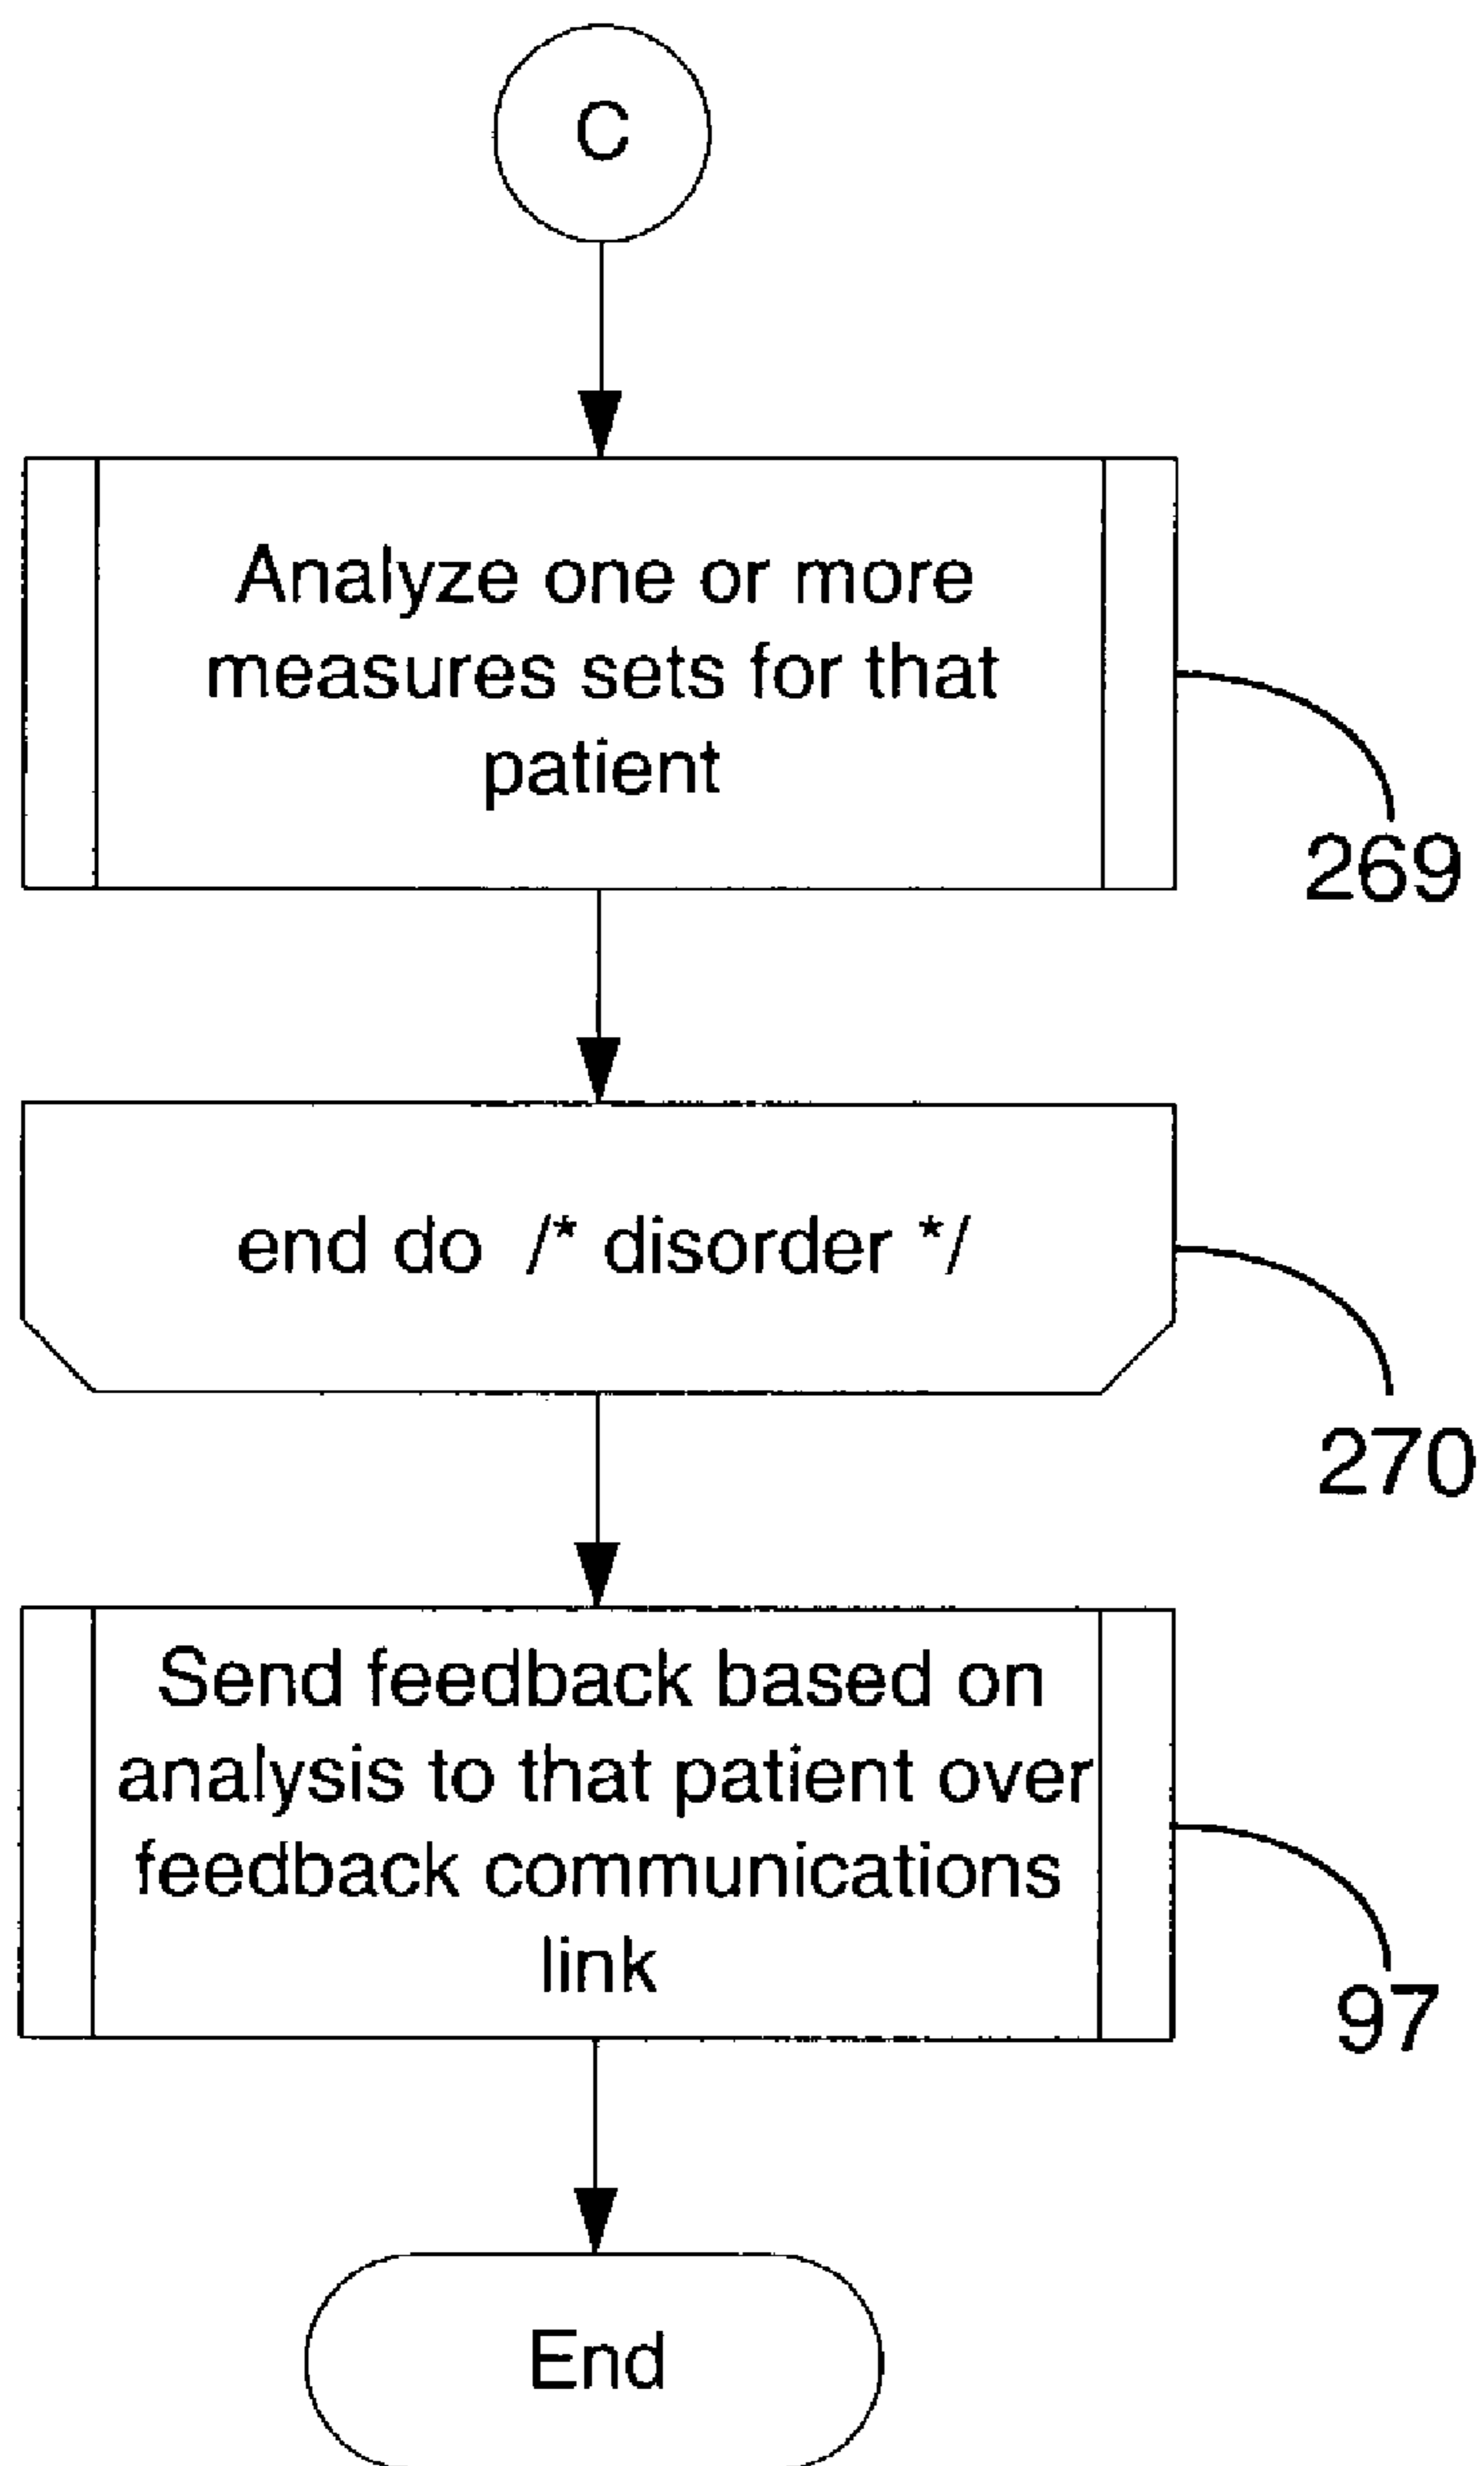 C
Analyze one or more
measures sets for that
patient
269
end do /* disorder */
270
Send feedback based on
analysis to that patient over
feedback communications
link
97
End